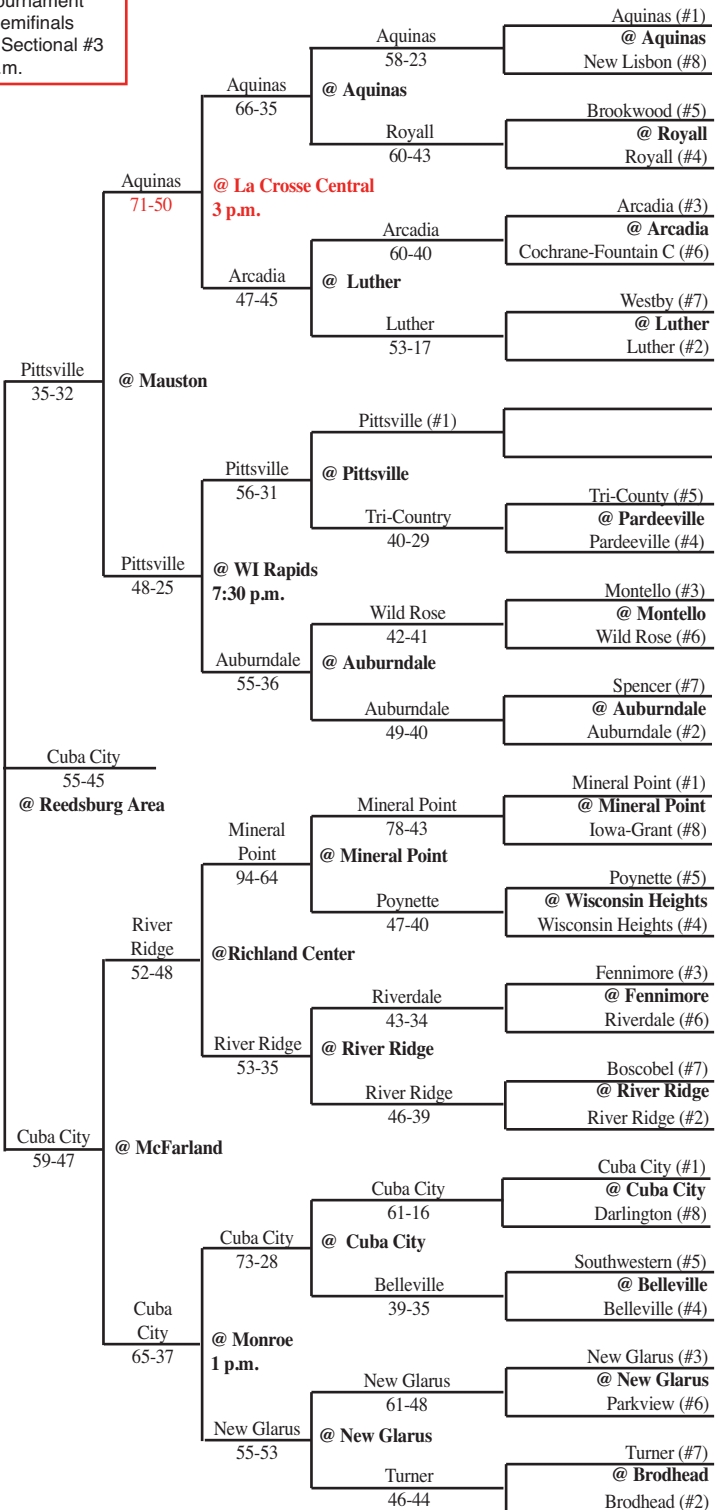 ournament
emifinals
Sectional #3
.m.
Aquinas (#1)
@ Aquinas
New Lisbon (#8)
Aquinas
58-23
Aquinas
66-35
@ Aquinas
Brookwood (#5)
@ Royall
Royall (#4)
Royall
60-43
Aquinas
71-50
@ La Crosse Central
3 p.m.
Arcadia (#3)
@ Arcadia
Cochrane-Fountain C (#6)
Arcadia
60-40
Arcadia
47-45
@ Luther
Westby (#7)
@ Luther
Luther (#2)
Luther
53-17
Pittsville
35-32
@ Mauston
Pittsville (#1)
Pittsville
56-31
@ Pittsville
Tri-County (#5)
@ Pardeeville
Pardeeville (#4)
Tri-Country
40-29
Pittsville
48-25
@ WI Rapids
7:30 p.m.
Montello (#3)
@ Montello
Wild Rose (#6)
Wild Rose
42-41
Auburndale
55-36
@ Auburndale
Spencer (#7)
@ Auburndale
Auburndale (#2)
Auburndale
49-40
Cuba City
55-45
@ Reedsburg Area
Mineral Point (#1)
@ Mineral Point
Iowa-Grant (#8)
Mineral Point
78-43
Mineral
Point
94-64
@ Mineral Point
Poynette (#5)
@ Wisconsin Heights
Wisconsin Heights (#4)
Poynette
47-40
River
Ridge
52-48
@Richland Center
Fennimore (#3)
@ Fennimore
Riverdale (#6)
Riverdale
43-34
River Ridge
53-35
@ River Ridge
Boscobel (#7)
@ River Ridge
River Ridge (#2)
River Ridge
46-39
Cuba City
59-47
@ McFarland
Cuba City (#1)
@ Cuba City
Darlington (#8)
Cuba City
61-16
Cuba City
73-28
@ Cuba City
Southwestern (#5)
@ Belleville
Belleville (#4)
Belleville
39-35
Cuba
City
65-37
@ Monroe
1 p.m.
New Glarus (#3)
@ New Glarus
Parkview (#6)
New Glarus
61-48
New Glarus
55-53
@ New Glarus
Turner (#7)
@ Brodhead
Brodhead (#2)
Turner
46-44